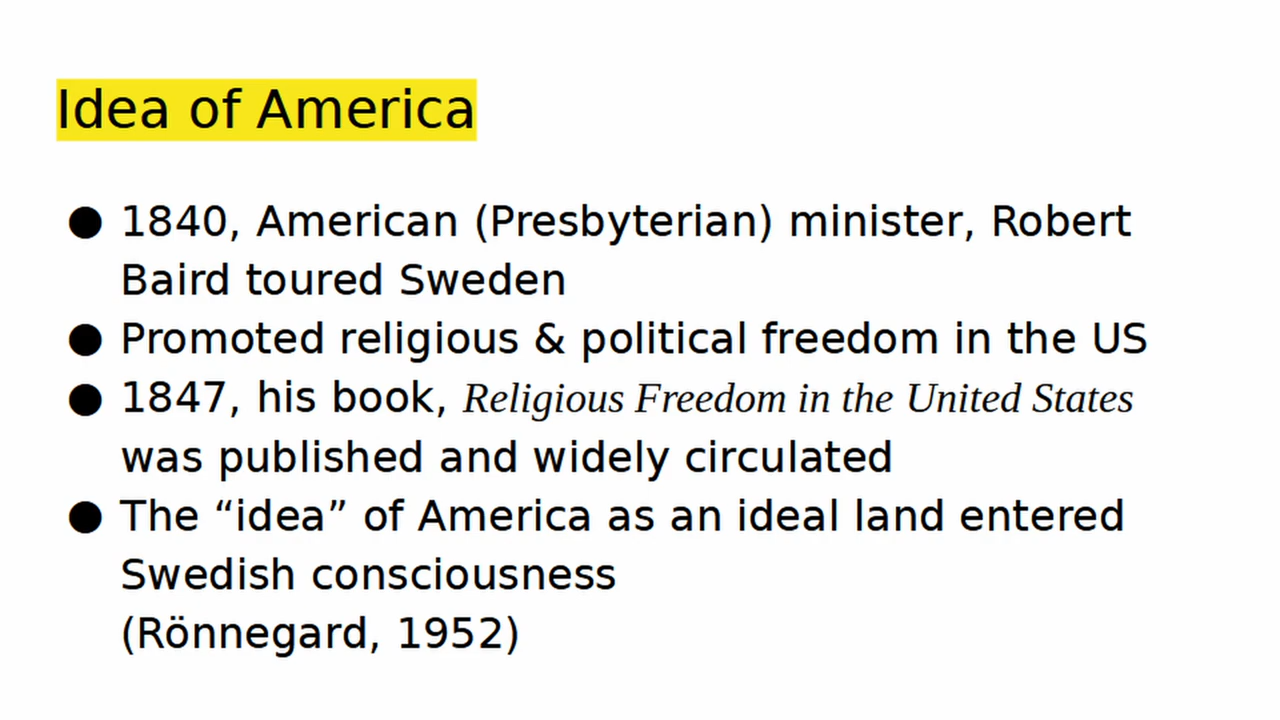 Idea of America
● 1840, American (Presbyterian) minister, Robert
Baird toured Sweden
● Promoted religious & political freedom in the US
● 1847, his book, Religious Freedom in the United States
was published and widely circulated
● The “idea” of America as an ideal land entered
Swedish consciousness
(Rönnegard, 1952)